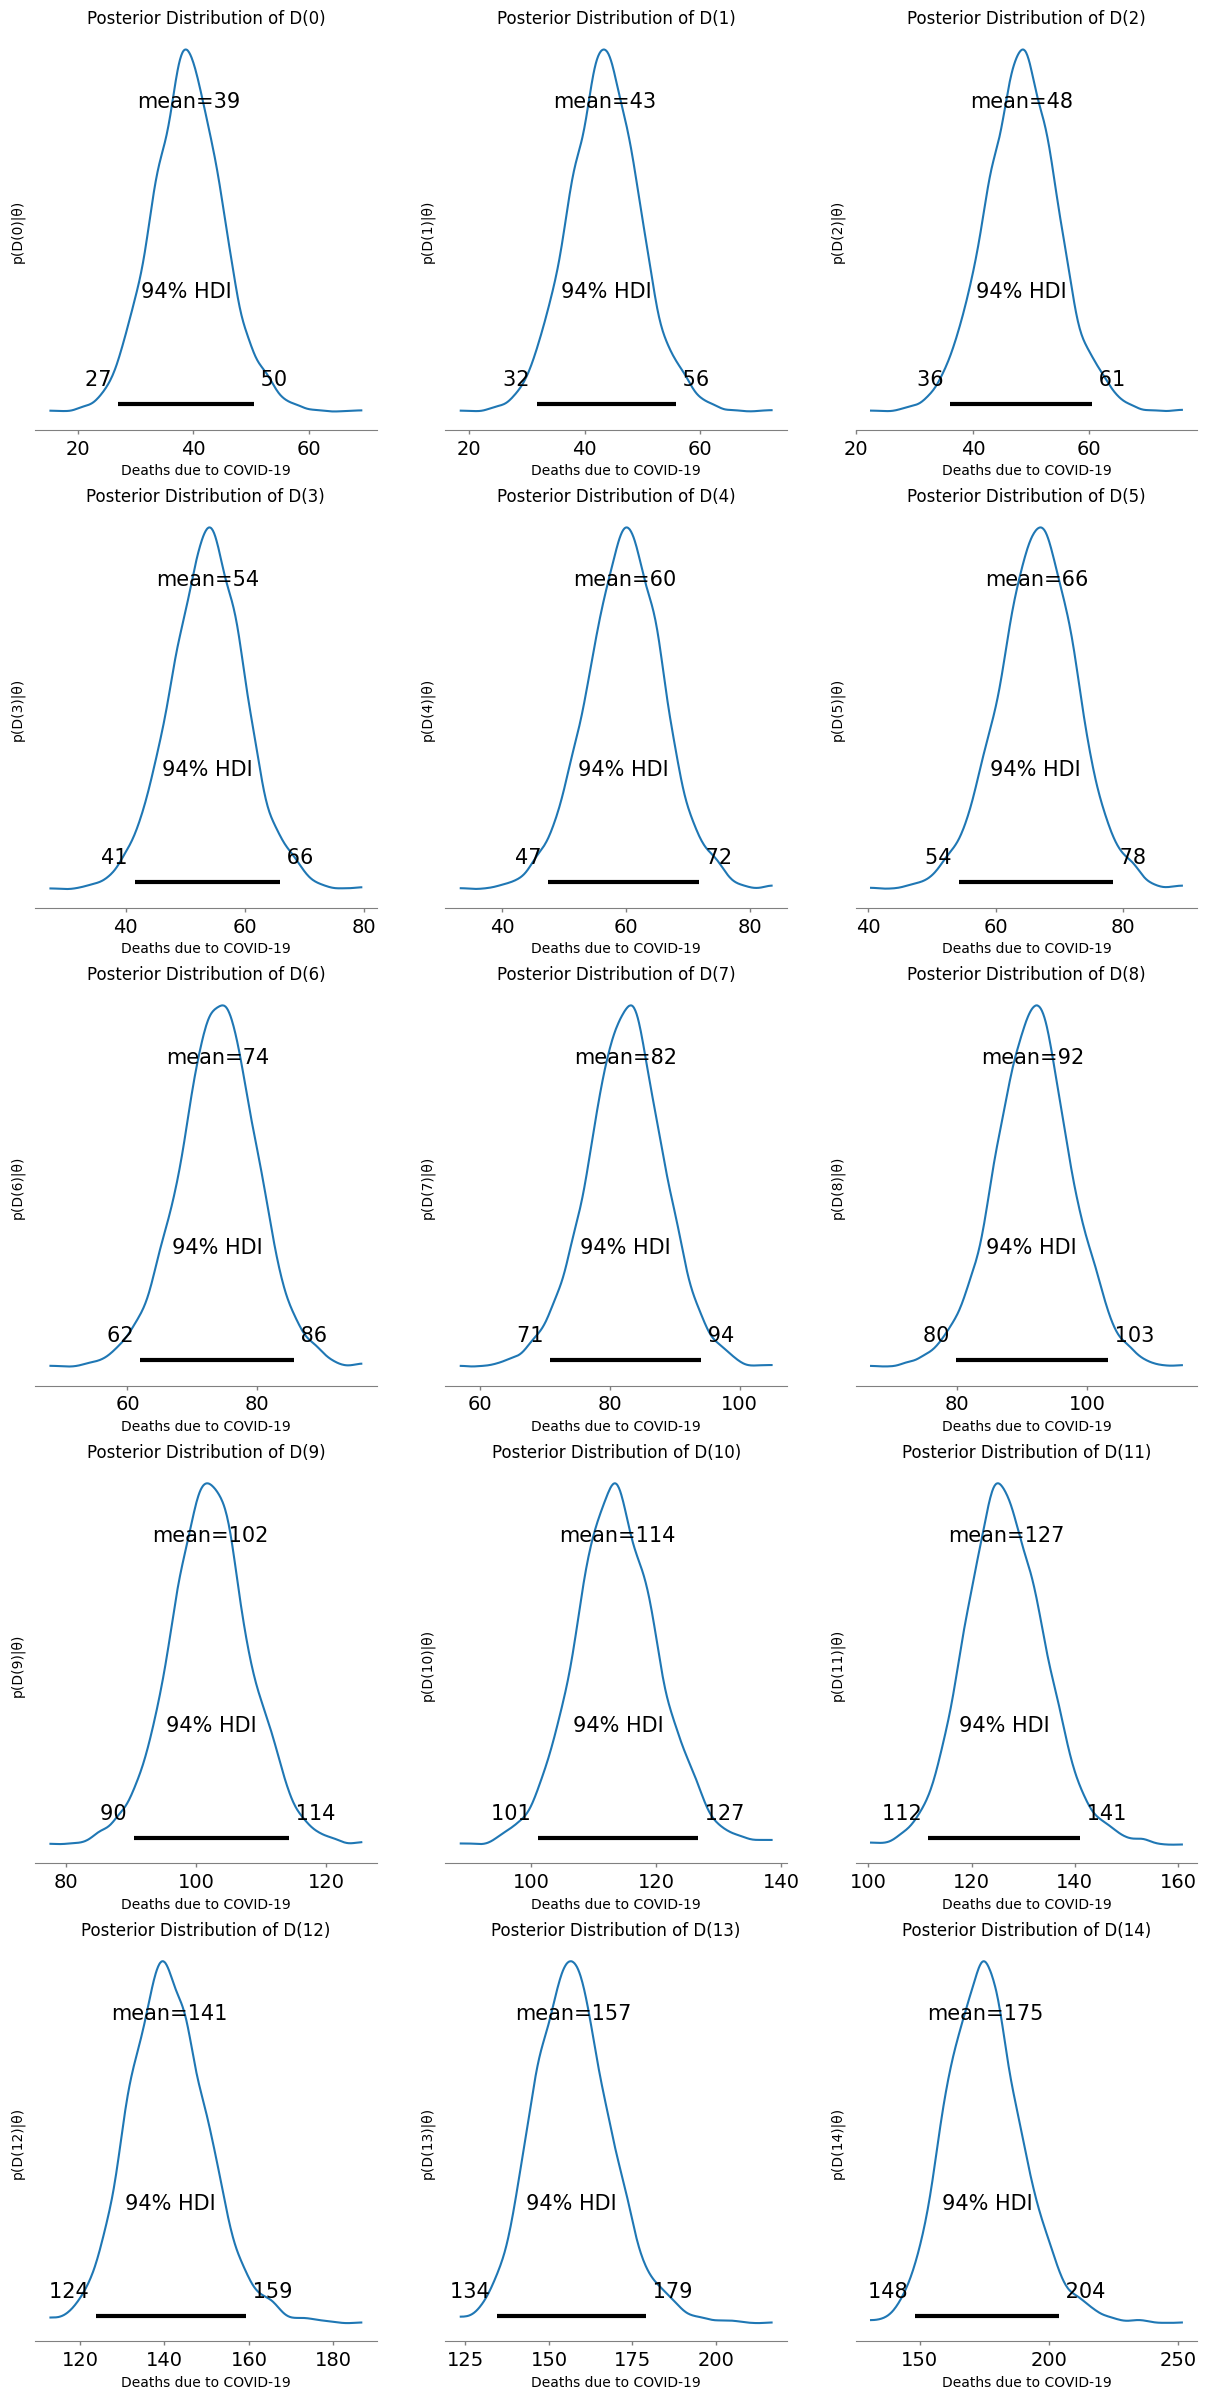 Posterior Distribution of D(0)
mean=39
94% HDI
27 50
p(D(0)|θ)
20 40 60
Deaths due to COVID-19
Posterior Distribution of D(1)
mean=43
94% HDI
32 56
p(D(1)|θ)
20 40 60
Deaths due to COVID-19
Posterior Distribution of D(2)
mean=48
94% HDI
36 61
p(D(2)|θ)
20 40 60
Deaths due to COVID-19
Posterior Distribution of D(3)
mean=54
94% HDI
41 66
p(D(3)|θ)
40 60 80
Deaths due to COVID-19
Posterior Distribution of D(4)
mean=60
94% HDI
47 72
p(D(4)|θ)
40 60 80
Deaths due to COVID-19
Posterior Distribution of D(5)
mean=66
94% HDI
54 78
p(D(5)|θ)
40 60 80
Deaths due to COVID-19
Posterior Distribution of D(6)
mean=74
94% HDI
62 86
p(D(6)|θ)
60 80
Deaths due to COVID-19
Posterior Distribution of D(7)
mean=82
94% HDI
71 94
p(D(7)|θ)
60 80 100
Deaths due to COVID-19
Posterior Distribution of D(8)
mean=92
94% HDI
80 103
p(D(8)|θ)
80 100
Deaths due to COVID-19
Posterior Distribution of D(9)
mean=102
94% HDI
90 114
p(D(9)|θ)
80 100 120
Deaths due to COVID-19
Posterior Distribution of D(10)
mean=114
94% HDI
101 127
p(D(10)|θ)
100 120 140
Deaths due to COVID-19
Posterior Distribution of D(11)
mean=127
94% HDI
112 141
p(D(11)|θ)
100 120 140 160
Deaths due to COVID-19
Posterior Distribution of D(12)
mean=141
94% HDI
124 159
p(D(12)|θ)
120 140 160 180
Deaths due to COVID-19
Posterior Distribution of D(13)
mean=157
94% HDI
134 179
p(D(13)|θ)
125 150 175 200
Deaths due to COVID-19
Posterior Distribution of D(14)
mean=175
94% HDI
148 204
p(D(14)|θ)
150 200 250
Deaths due to COVID-19